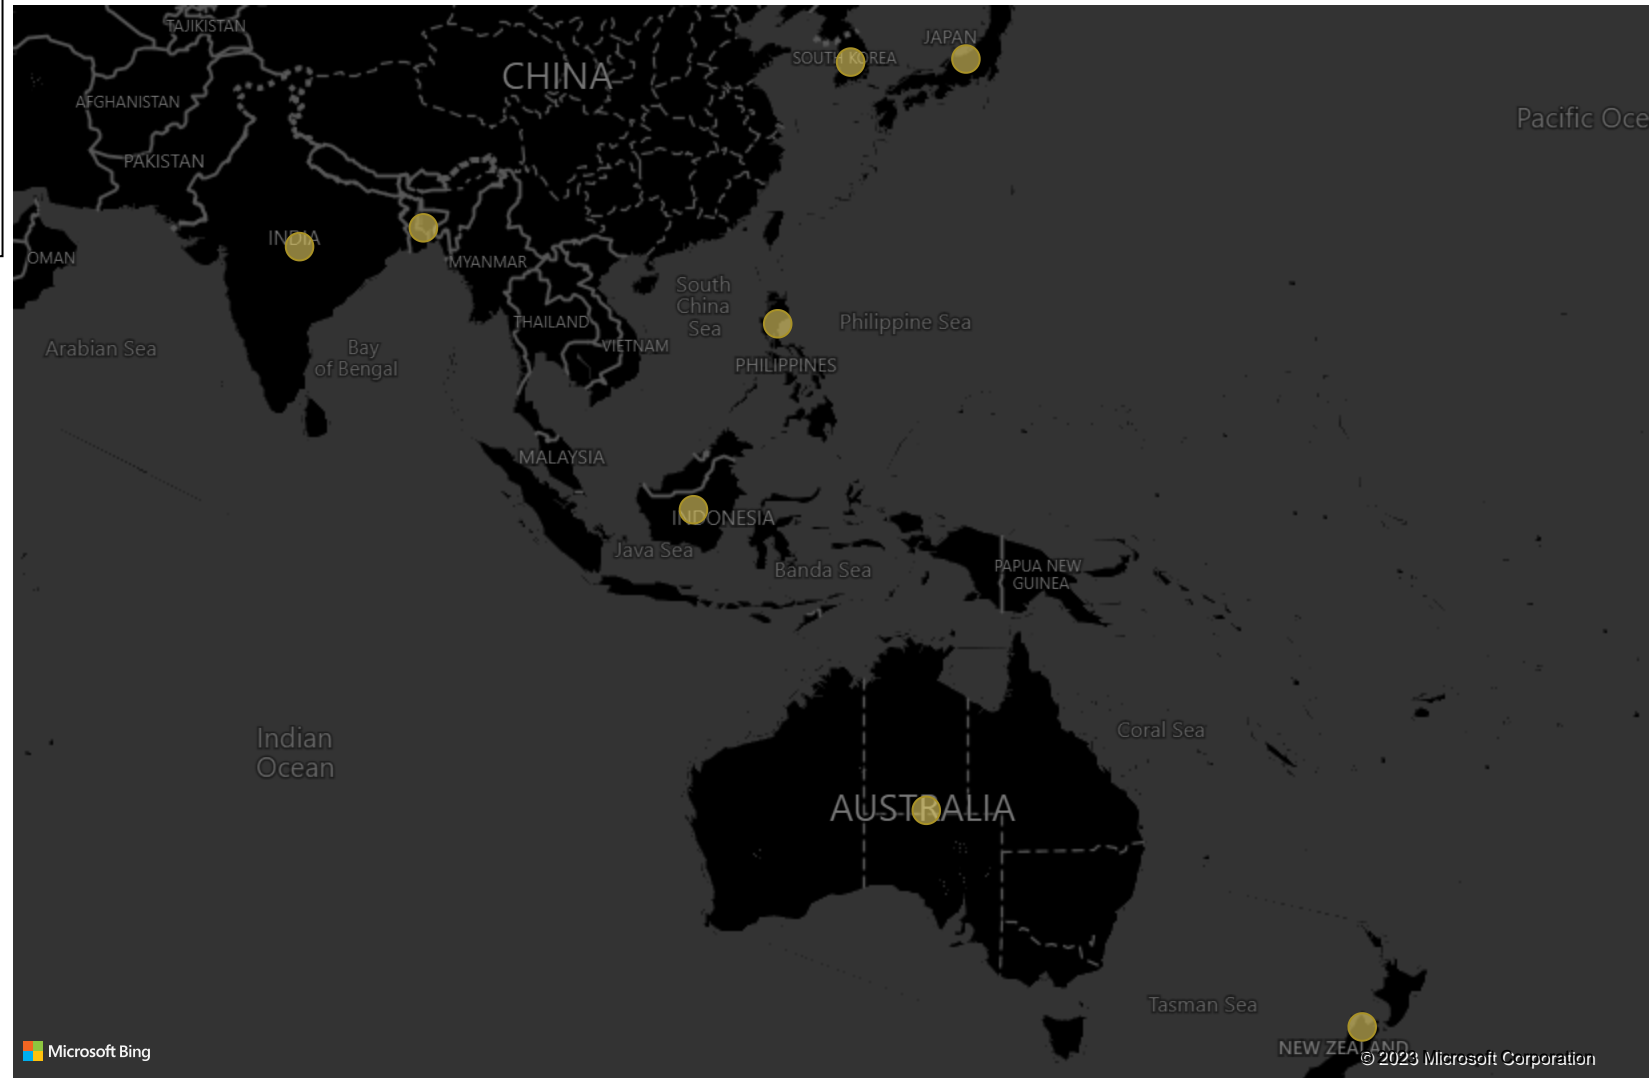 TAJIKISTAN
JAPAN
SOUTH KOREA
CHINA
AFGHANISTAN
Pacific Oce
PAKISTAN
INDIA
OMAN
MYANMAR
South
China
Sea
THAILAND
Philippine Sea
Arabian Sea
Bay
of Bengal
VIETNAM
PHILIPPINES
MALAYSIA
INDONESIA
Java Sea
Banda Sea
PAPUA NEW
GUINEA
Indian
Ocean
Coral Sea
AUSTRALIA
Tasman Sea
NEW ZEALAND
Microsoft Bing
© 2023 Microsoft Corporation